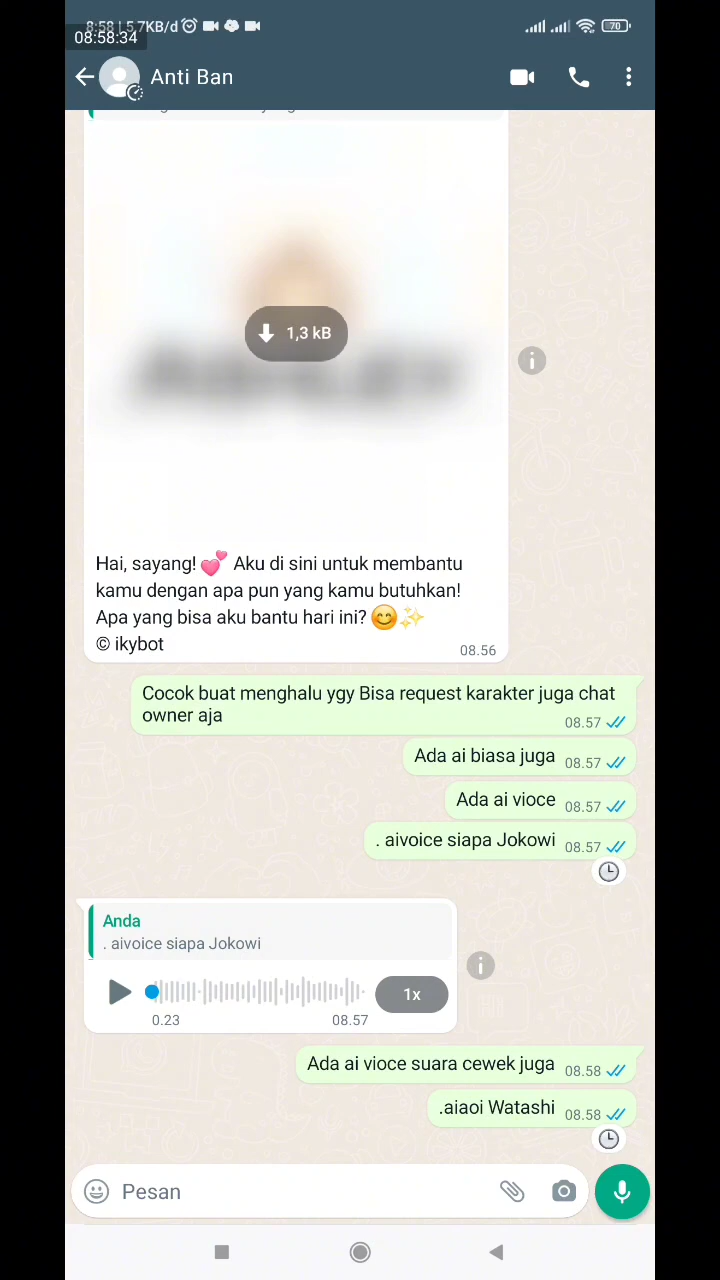 8:58 | 5,7KB/d
70
08:58:34
Anti Ban
1,3 kB
Hai, sayang! 💕 Aku di sini untuk membantu
kamu dengan apa pun yang kamu butuhkan!
Apa yang bisa aku bantu hari ini? 😊✨
© ikybot
08.56
Cocok buat menghalu ygy Bisa request karakter juga chat
owner aja
08.57
Ada ai biasa juga 08.57
Ada ai vioce 08.57
. aivoice siapa Jokowi 08.57
Anda
. aivoice siapa Jokowi
1x
0.23 08.57
Ada ai vioce suara cewek juga 08.58
.aiaoi Watashi 08.58
Pesan